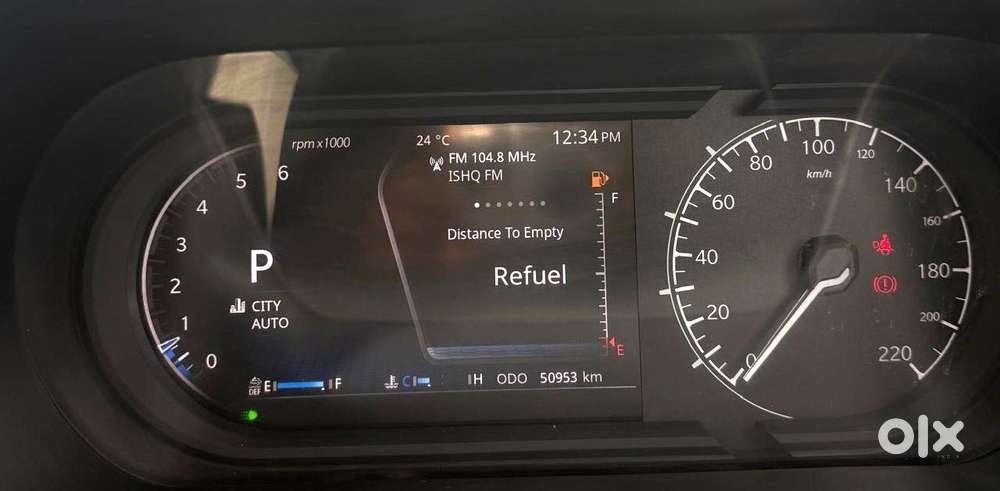 rpm x1000
24 °C
12:34 PM
FM 104.8 MHz
ISHQ FM
F
Distance To Empty
Refuel
E
P
CITY
AUTO
0
1
2
3
4
5
6
DEF E F
C H
ODO 50953 km
0
20
40
60
80
100
120
140
160
180
200
220
km/h
D
olx